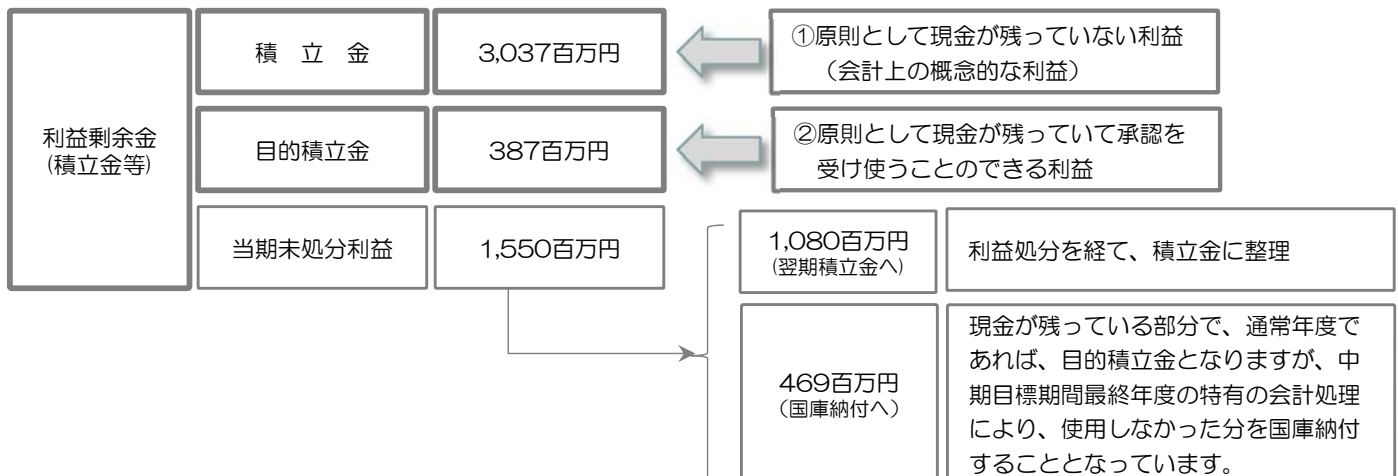 利益剰余金
(積立金等)
積 立 金
3,037百万円
①原則として現金が残っていない利益
（会計上の概念的な利益）
目的積立金
387百万円
②原則として現金が残っていて承認を
受け使うことのできる利益
当期未処分利益
1,550百万円
1,080百万円
(翌期積立金へ)
利益処分を経て、積立金に整理
469百万円
（国庫納付へ）
現金が残っている部分で、通常年度で
あれば、目的積立金となりますが、中
期目標期間最終年度の特有の会計処理
により、使用しなかった分を国庫納付
することとなっています。